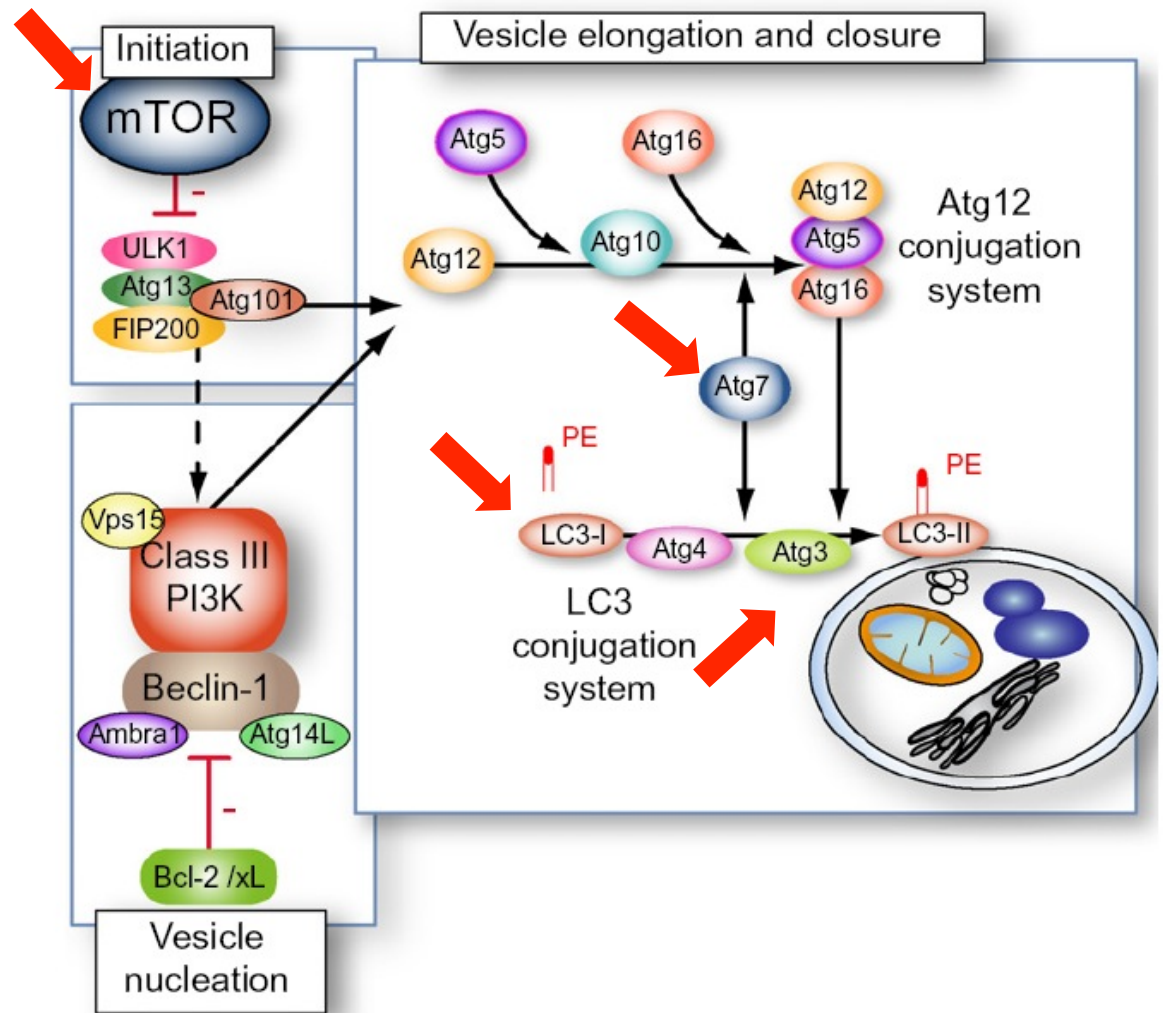 Initiation
mTOR
-
ULK1
Atg13
Atg101
FIP200
Vps15
Class III
PI3K
Beclin-1
Ambra1
Atg14L
-
Bcl-2 /xL
Vesicle
nucleation
Vesicle elongation and closure
Atg5
Atg16
Atg12
Atg10
Atg12
Atg5
Atg16
Atg12
conjugation
system
Atg7
PE
PE
LC3-I
Atg4
Atg3
LC3-II
LC3
conjugation
system